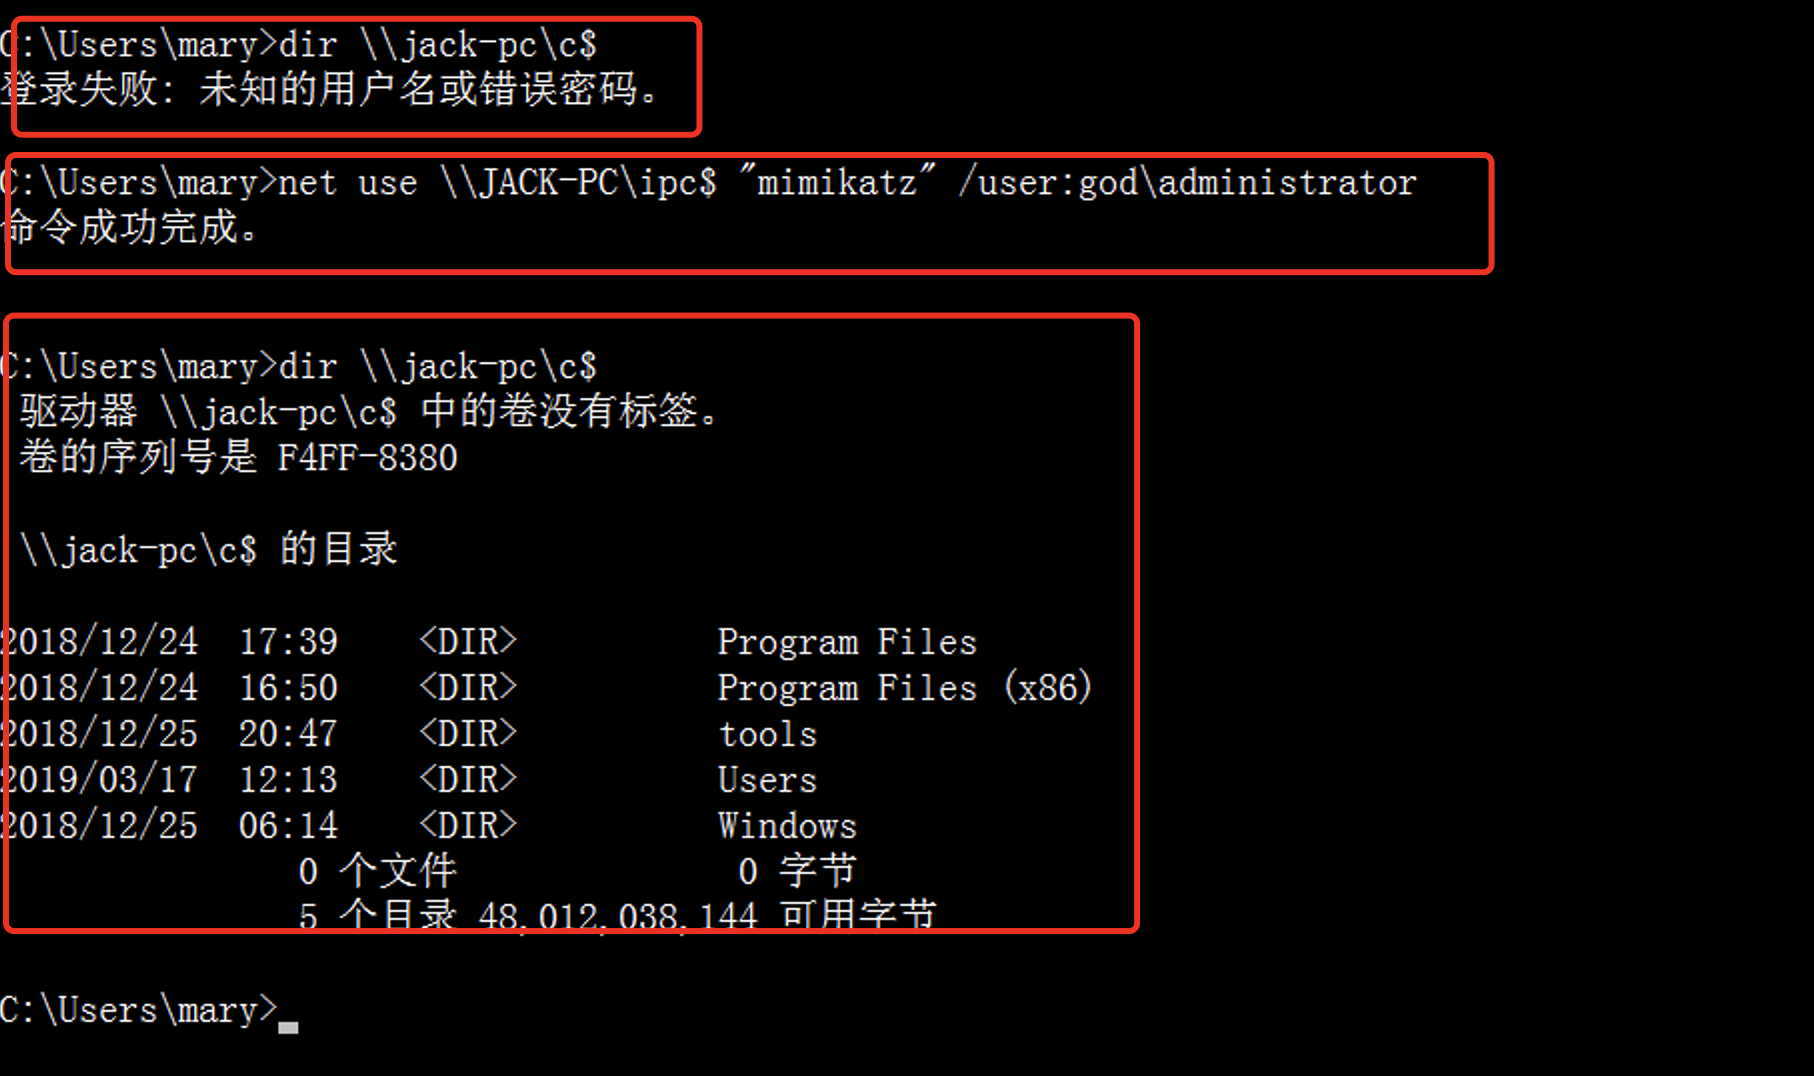 C:\Users\mary>dir \\jack-pc\c$
登录失败: 未知的用户名或错误密码。
C:\Users\mary>net use \\JACK-PC\ipc$ "mimikatz" /user:god\administrator
命令成功完成。
C:\Users\mary>dir \\jack-pc\c$
驱动器 \\jack-pc\c$ 中的卷没有标签。
卷的序列号是 F4FF-8380
\\jack-pc\c$ 的目录
2018/12/24  17:39    <DIR>          Program Files
2018/12/24  16:50    <DIR>          Program Files (x86)
2018/12/25  20:47    <DIR>          tools
2019/03/17  12:13    <DIR>          Users
2018/12/25  06:14    <DIR>          Windows
0 个文件              0 字节
5 个目录 48,012,038,144 可用字节
C:\Users\mary>